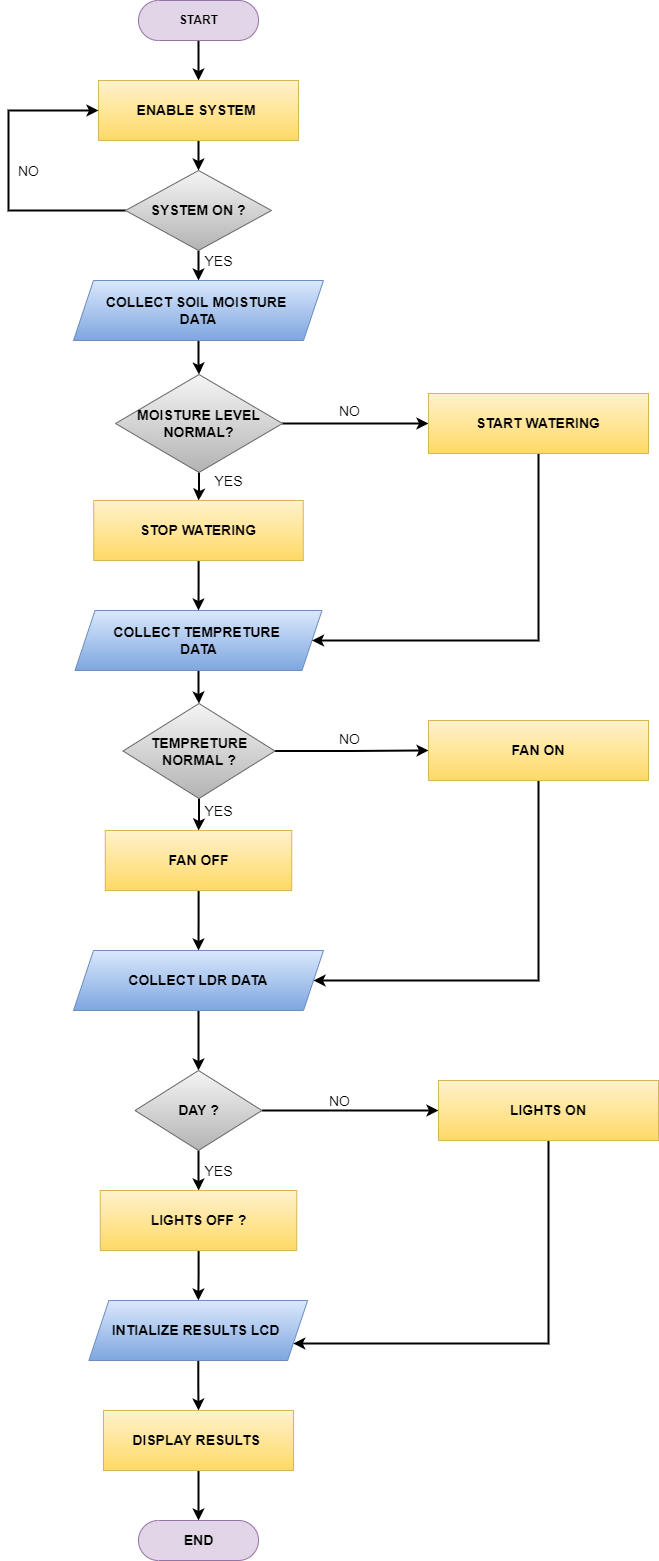 START
ENABLE SYSTEM
NO
SYSTEM ON ?
YES
COLLECT SOIL MOISTURE
DATA
MOISTURE LEVEL
NORMAL?
NO
START WATERING
YES
STOP WATERING
COLLECT TEMPRETURE
DATA
TEMPRETURE
NORMAL ?
NO
FAN ON
YES
FAN OFF
COLLECT LDR DATA
DAY ?
NO
LIGHTS ON
YES
LIGHTS OFF ?
INTIALIZE RESULTS LCD
DISPLAY RESULTS
END